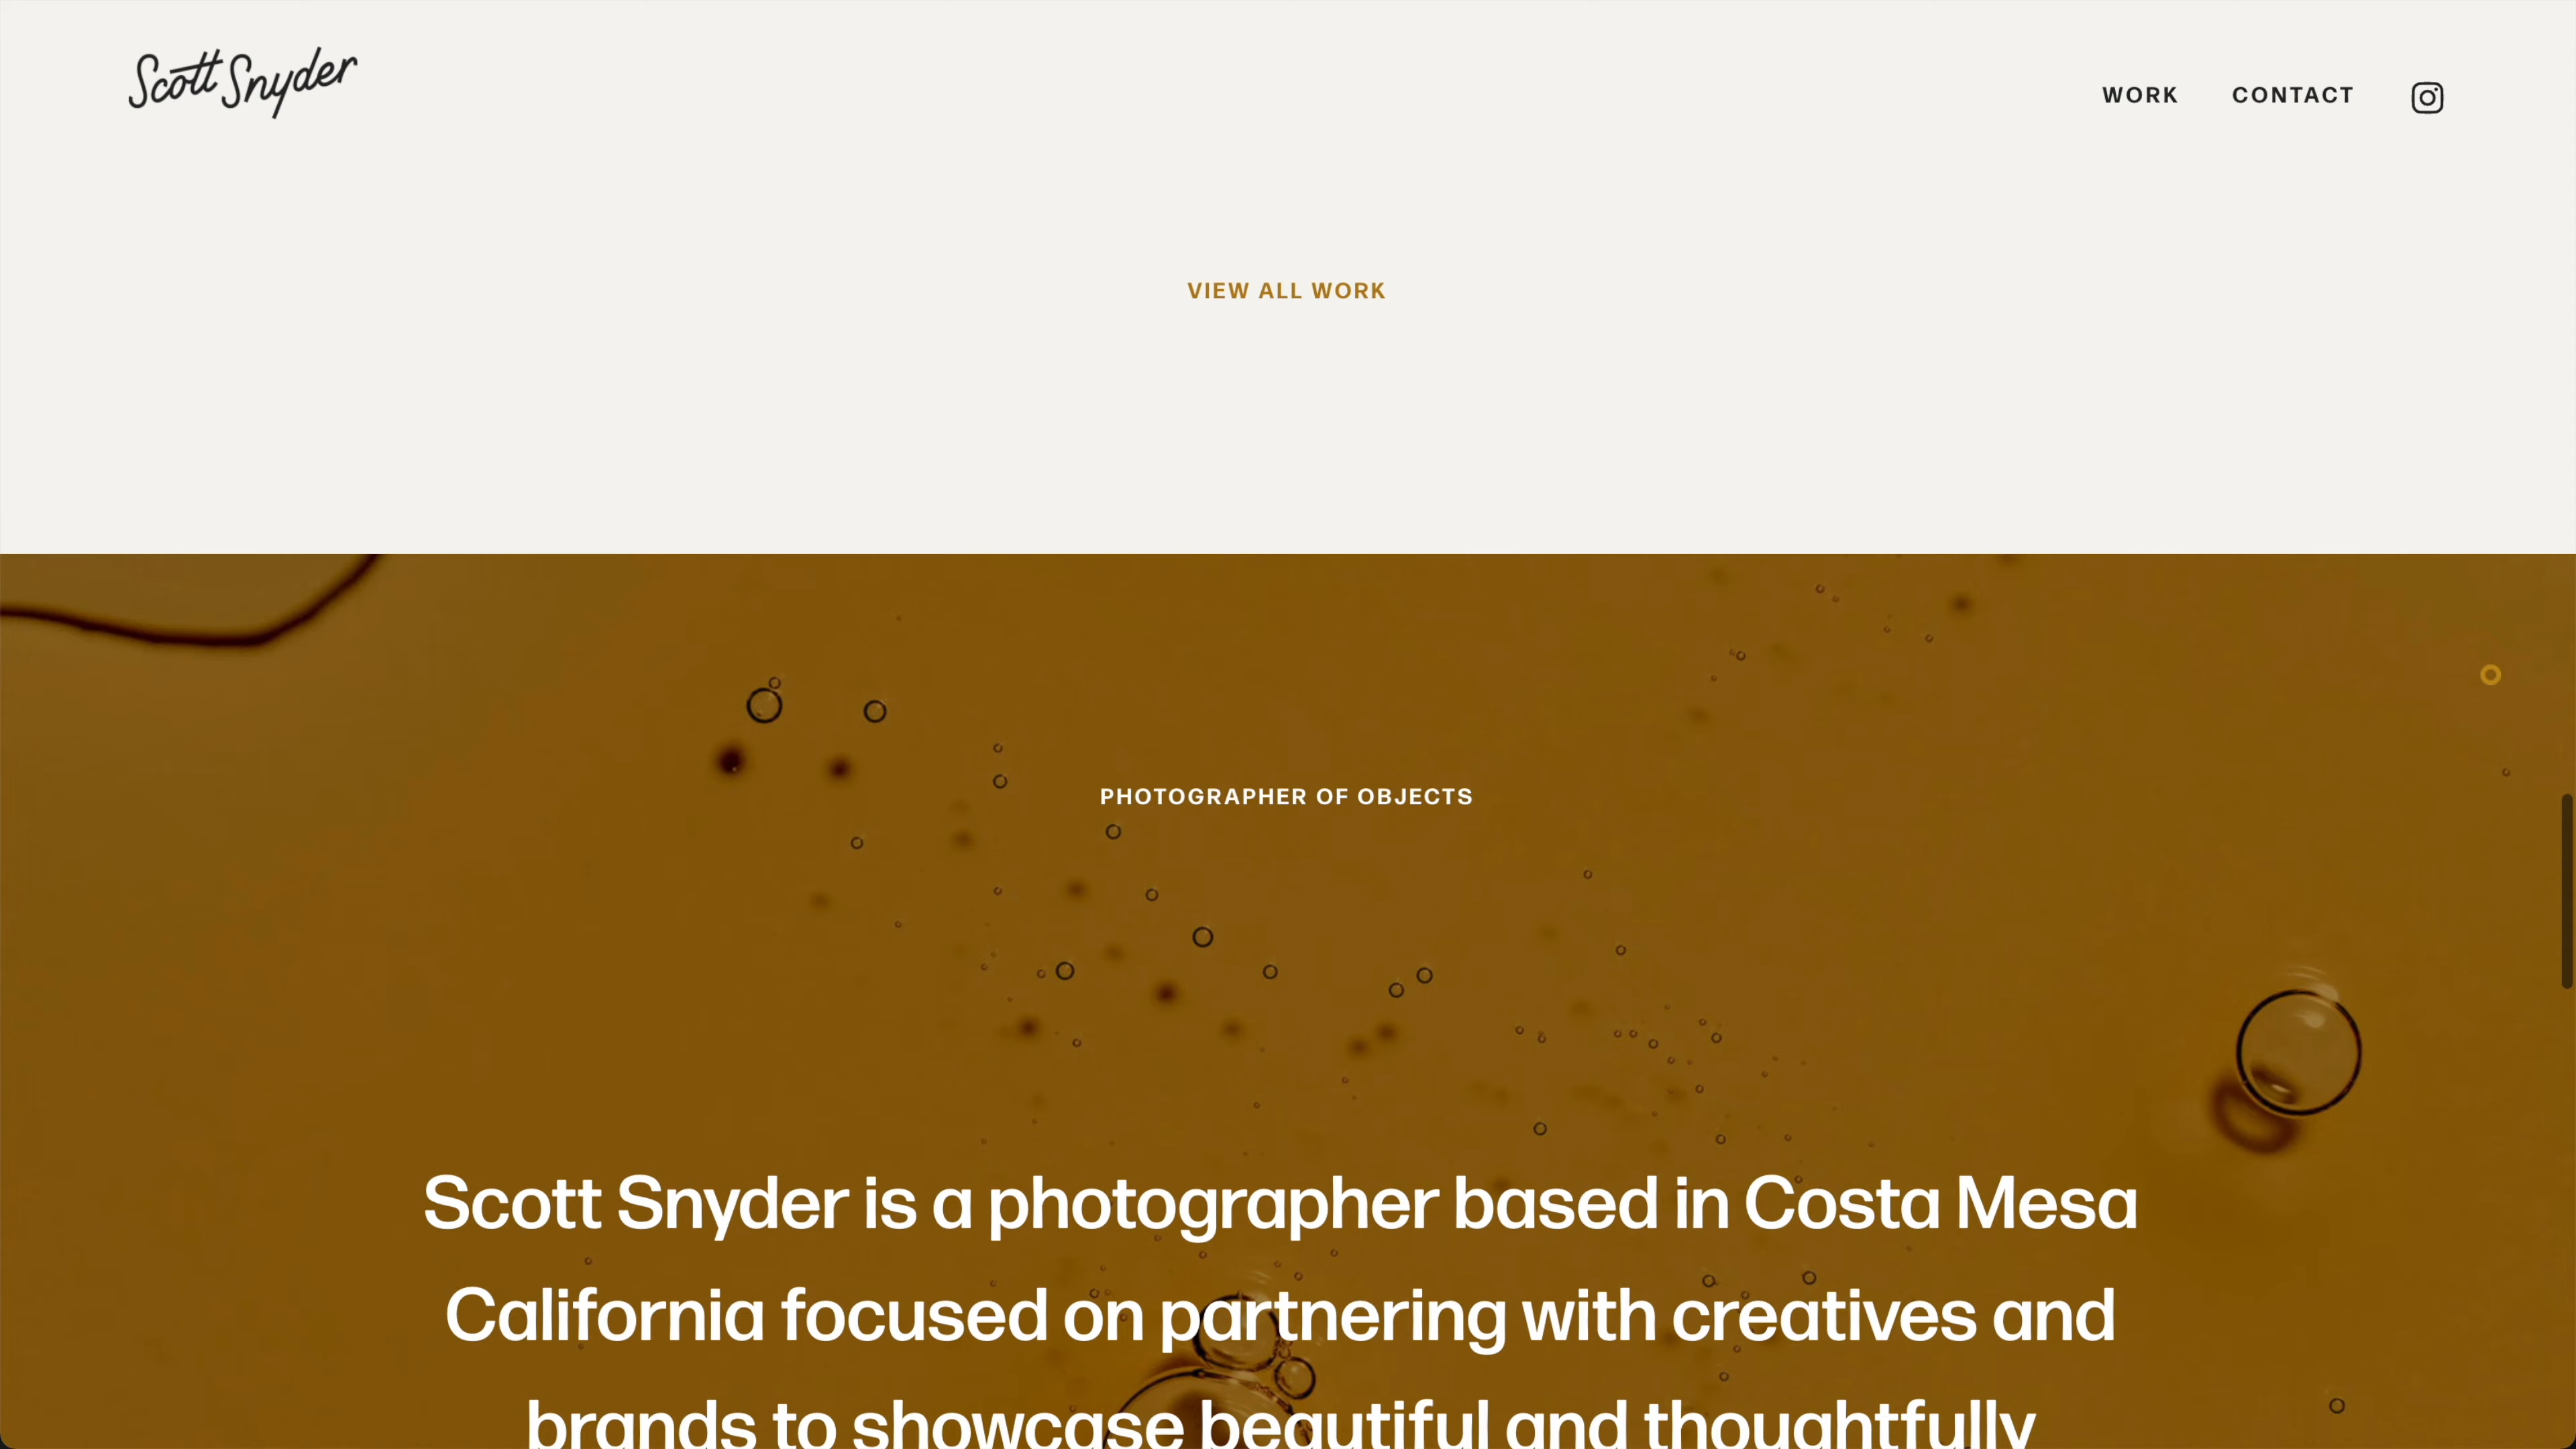 Scott Snyder
WORK CONTACT
VIEW ALL WORK
PHOTOGRAPHER OF OBJECTS
Scott Snyder is a photographer based in Costa Mesa
California focused on partnering with creatives and
brands to showcase beautiful and thoughtfully